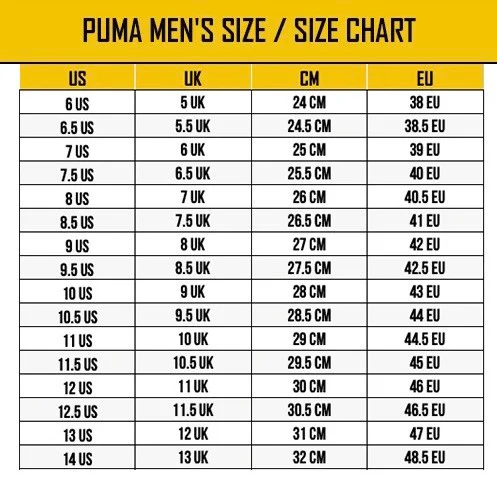 PUMA MEN'S SIZE / SIZE CHART
US UK CM EU
6 US 5 UK 24 CM 38 EU
6.5 US 5.5 UK 24.5 CM 38.5 EU
7 US 6 UK 25 CM 39 EU
7.5 US 6.5 UK 25.5 CM 40 EU
8 US 7 UK 26 CM 40.5 EU
8.5 US 7.5 UK 26.5 CM 41 EU
9 US 8 UK 27 CM 42 EU
9.5 US 8.5 UK 27.5 CM 42.5 EU
10 US 9 UK 28 CM 43 EU
10.5 US 9.5 UK 28.5 CM 44 EU
11 US 10 UK 29 CM 44.5 EU
11.5 US 10.5 UK 29.5 CM 45 EU
12 US 11 UK 30 CM 46 EU
12.5 US 11.5 UK 30.5 CM 46.5 EU
13 US 12 UK 31 CM 47 EU
14 US 13 UK 32 CM 48.5 EU